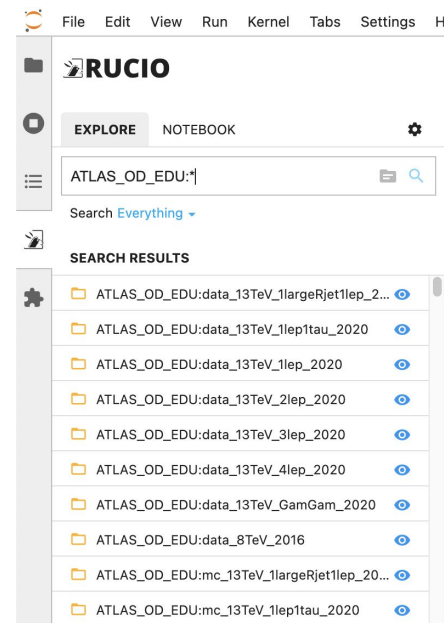 File Edit View Run Kernel Tabs Settings H
RUCIO
EXPLORE NOTEBOOK
ATLAS_OD_EDU:*
Search Everything
SEARCH RESULTS
ATLAS_OD_EDU:data_13TeV_1largeRjet1lep_2...
ATLAS_OD_EDU:data_13TeV_1lep1tau_2020
ATLAS_OD_EDU:data_13TeV_1lep_2020
ATLAS_OD_EDU:data_13TeV_2lep_2020
ATLAS_OD_EDU:data_13TeV_3lep_2020
ATLAS_OD_EDU:data_13TeV_4lep_2020
ATLAS_OD_EDU:data_13TeV_GamGam_2020
ATLAS_OD_EDU:data_8TeV_2016
ATLAS_OD_EDU:mc_13TeV_1largeRjet1lep_20...
ATLAS_OD_EDU:mc_13TeV_1lep1tau_2020